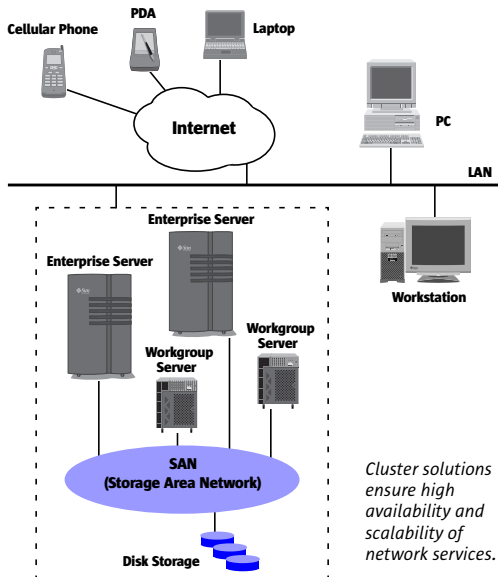 PDA
Cellular Phone
Laptop
Internet
PC
LAN
Enterprise Server
Enterprise Server
Workstation
Workgroup
Server
Workgroup
Server
SAN
(Storage Area Network)
Disk Storage
Cluster solutions
ensure high
availability and
scalability of
network services.